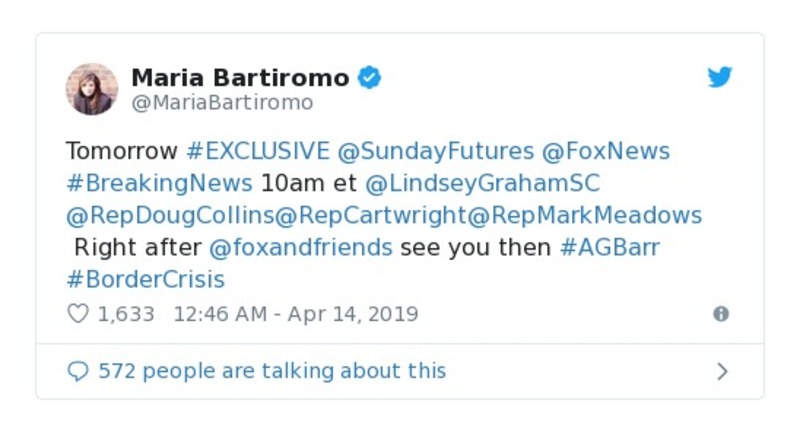 Maria Bartiromo
@MariaBartiromo
Tomorrow #EXCLUSIVE @SundayFutures @FoxNews
#BreakingNews 10am et @LindseyGrahamSC
@RepDougCollins@RepCartwright@RepMarkMeadows
Right after @foxandfriends see you then #AGBarr
#BorderCrisis
1,633 12:46 AM - Apr 14, 2019
572 people are talking about this